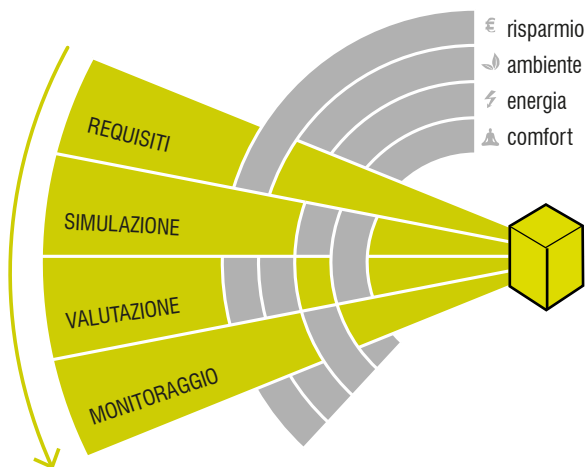 € risparmio
ambiente
energia
comfort
REQUISITI
SIMULAZIONE
VALUTAZIONE
MONITORAGGIO